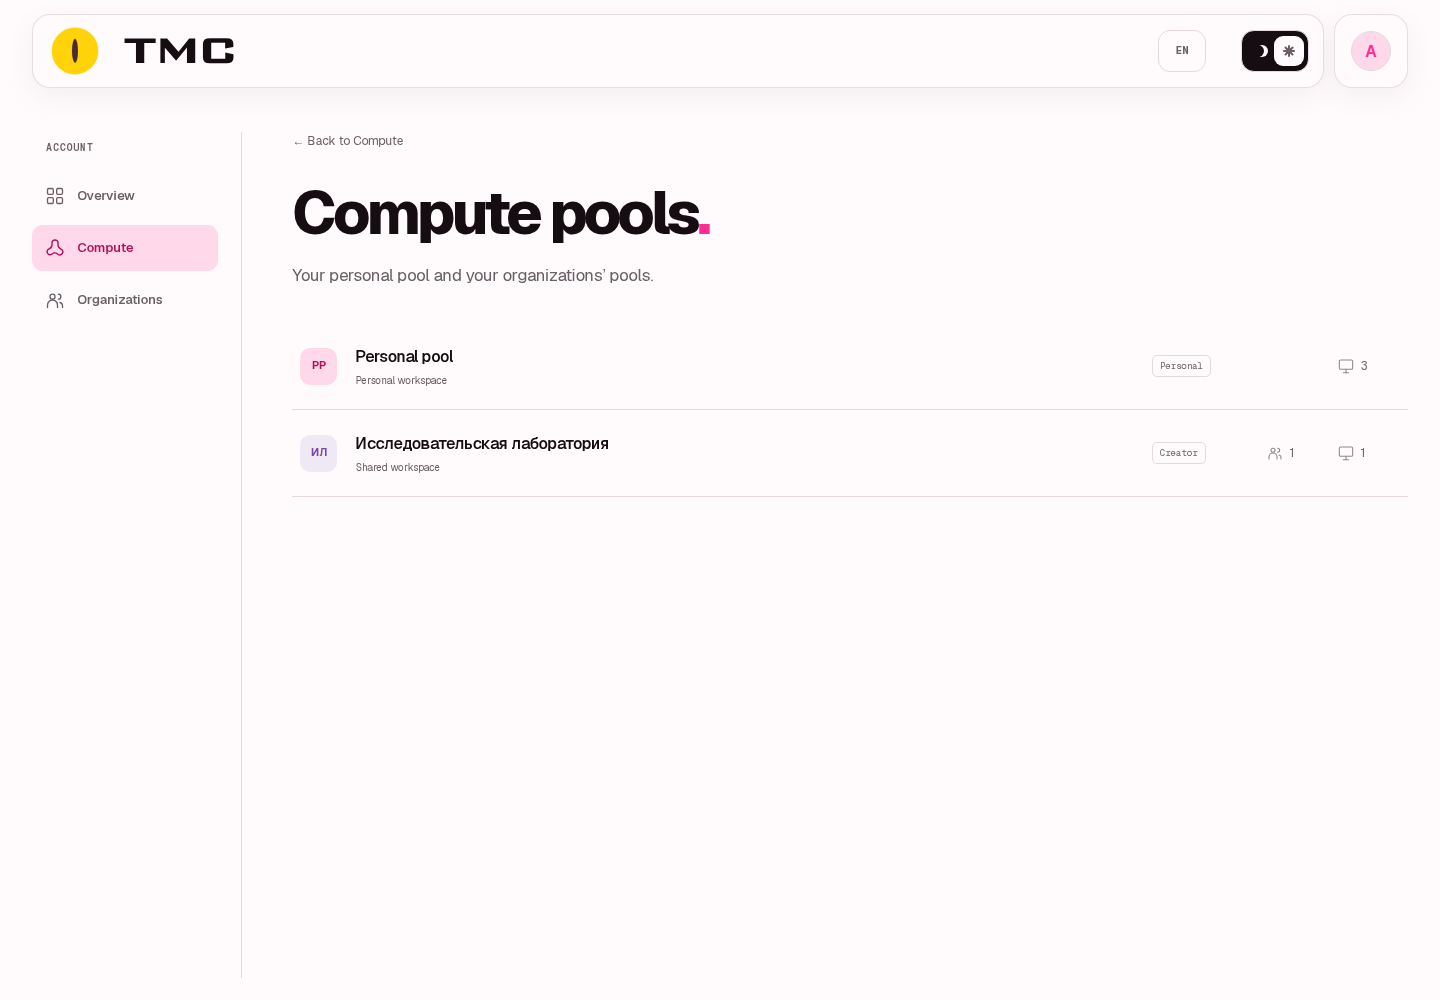 TMC
EN
A
ACCOUNT
Overview
Compute
Organizations
← Back to Compute
Compute pools.
Your personal pool and your organizations’ pools.
PP
Personal pool
Personal workspace
Personal
3
ИЛ
Исследовательская лаборатория
Shared workspace
Creator
1
1